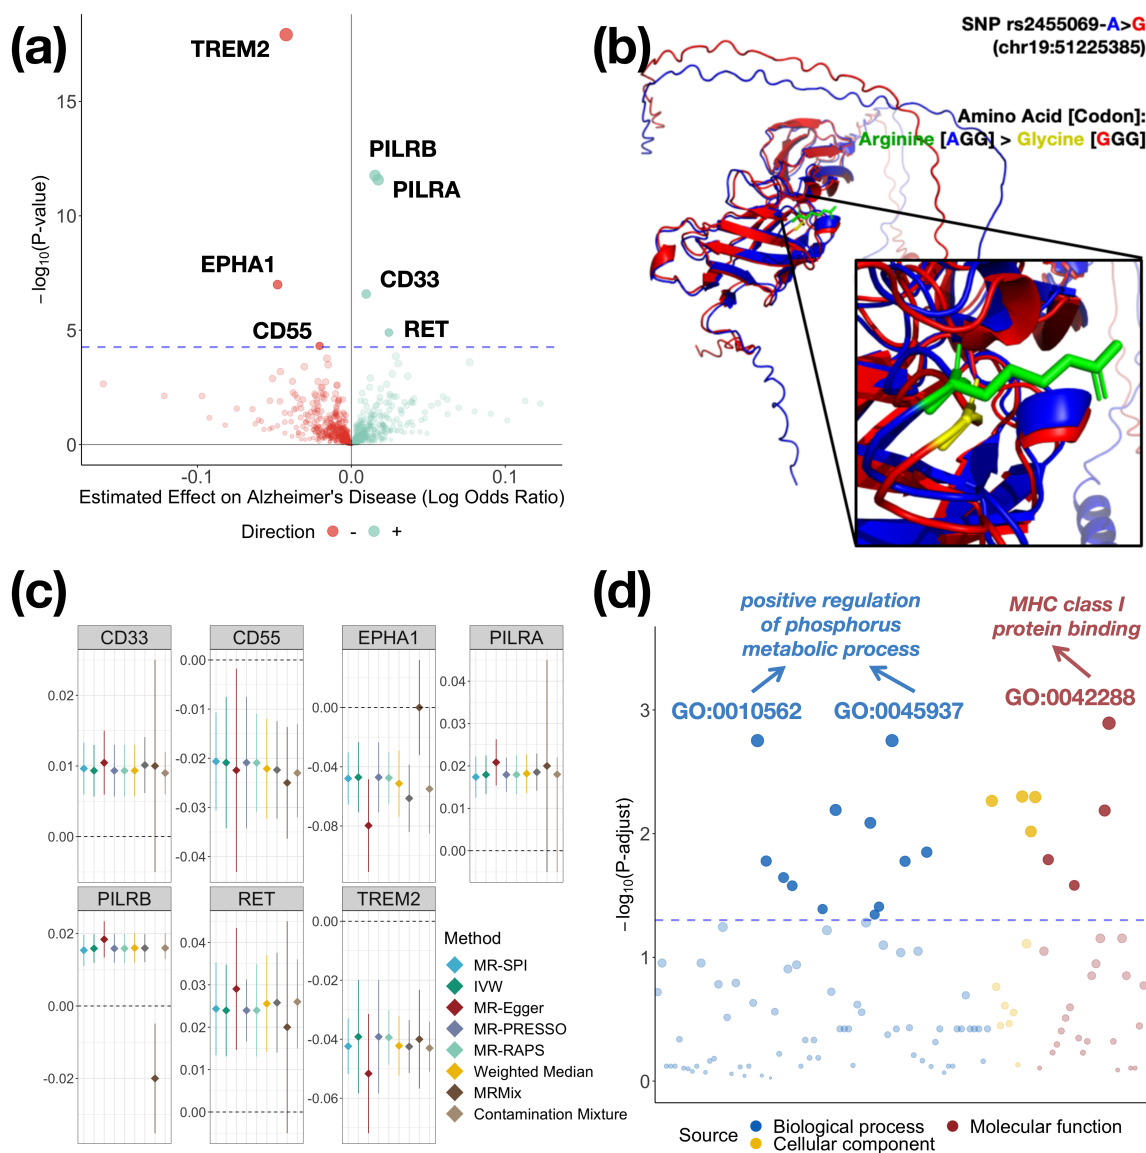 (a)
TREM2
PILRB
PILRA
EPHA1
CD33
CD55
RET
−log10(P-value)
15
10
5
0
-0.1
0.0
0.1
Estimated Effect on Alzheimer's Disease (Log Odds Ratio)
Direction - +
(b)
SNP rs2455069-A>G
(chr19:51225385)
Amino Acid [Codon]:
Arginine [AGG] > Glycine [GGG]
(c)
CD33
0.02
0.01
0.00
CD55
0.00
-0.01
-0.02
-0.03
-0.04
EPHA1
0.00
-0.04
-0.08
PILRA
0.04
0.03
0.02
0.01
0.00
PILRB
0.02
0.00
-0.02
RET
0.04
0.03
0.02
0.01
0.00
TREM2
0.00
-0.02
-0.04
-0.06
Method
MR-SPI
IVW
MR-Egger
MR-PRESSO
MR-RAPS
Weighted Median
MRMix
Contamination Mixture
(d)
positive regulation
of phosphorus
metabolic process
MHC class I
protein binding
GO:0010562
GO:0045937
GO:0042288
−log10(P-adjust)
3
2
1
0
Source
Biological process
Molecular function
Cellular component